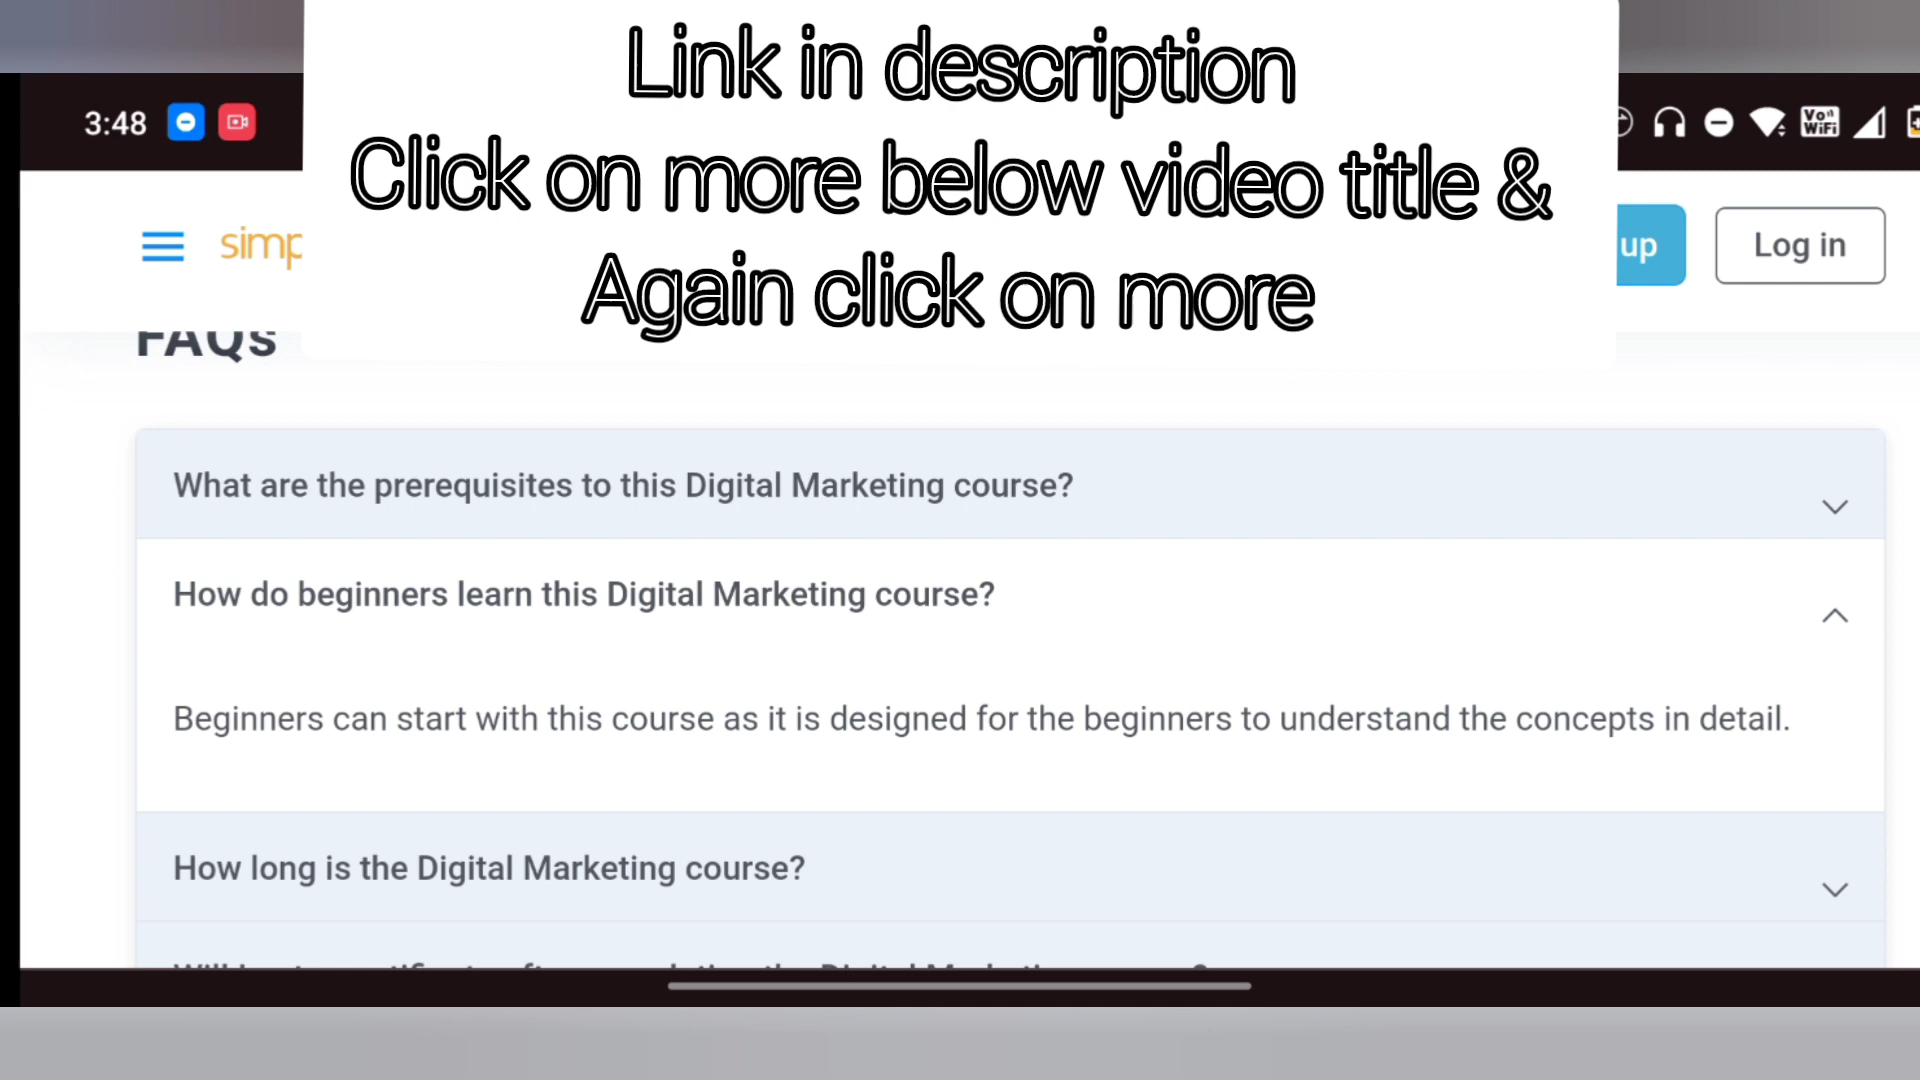 Link in description
Click on more below video title &
Again click on more
3:48
Vo
WiFi
simp
up
Log in
FAQs
What are the prerequisites to this Digital Marketing course?
How do beginners learn this Digital Marketing course?
Beginners can start with this course as it is designed for the beginners to understand the concepts in detail.
How long is the Digital Marketing course?